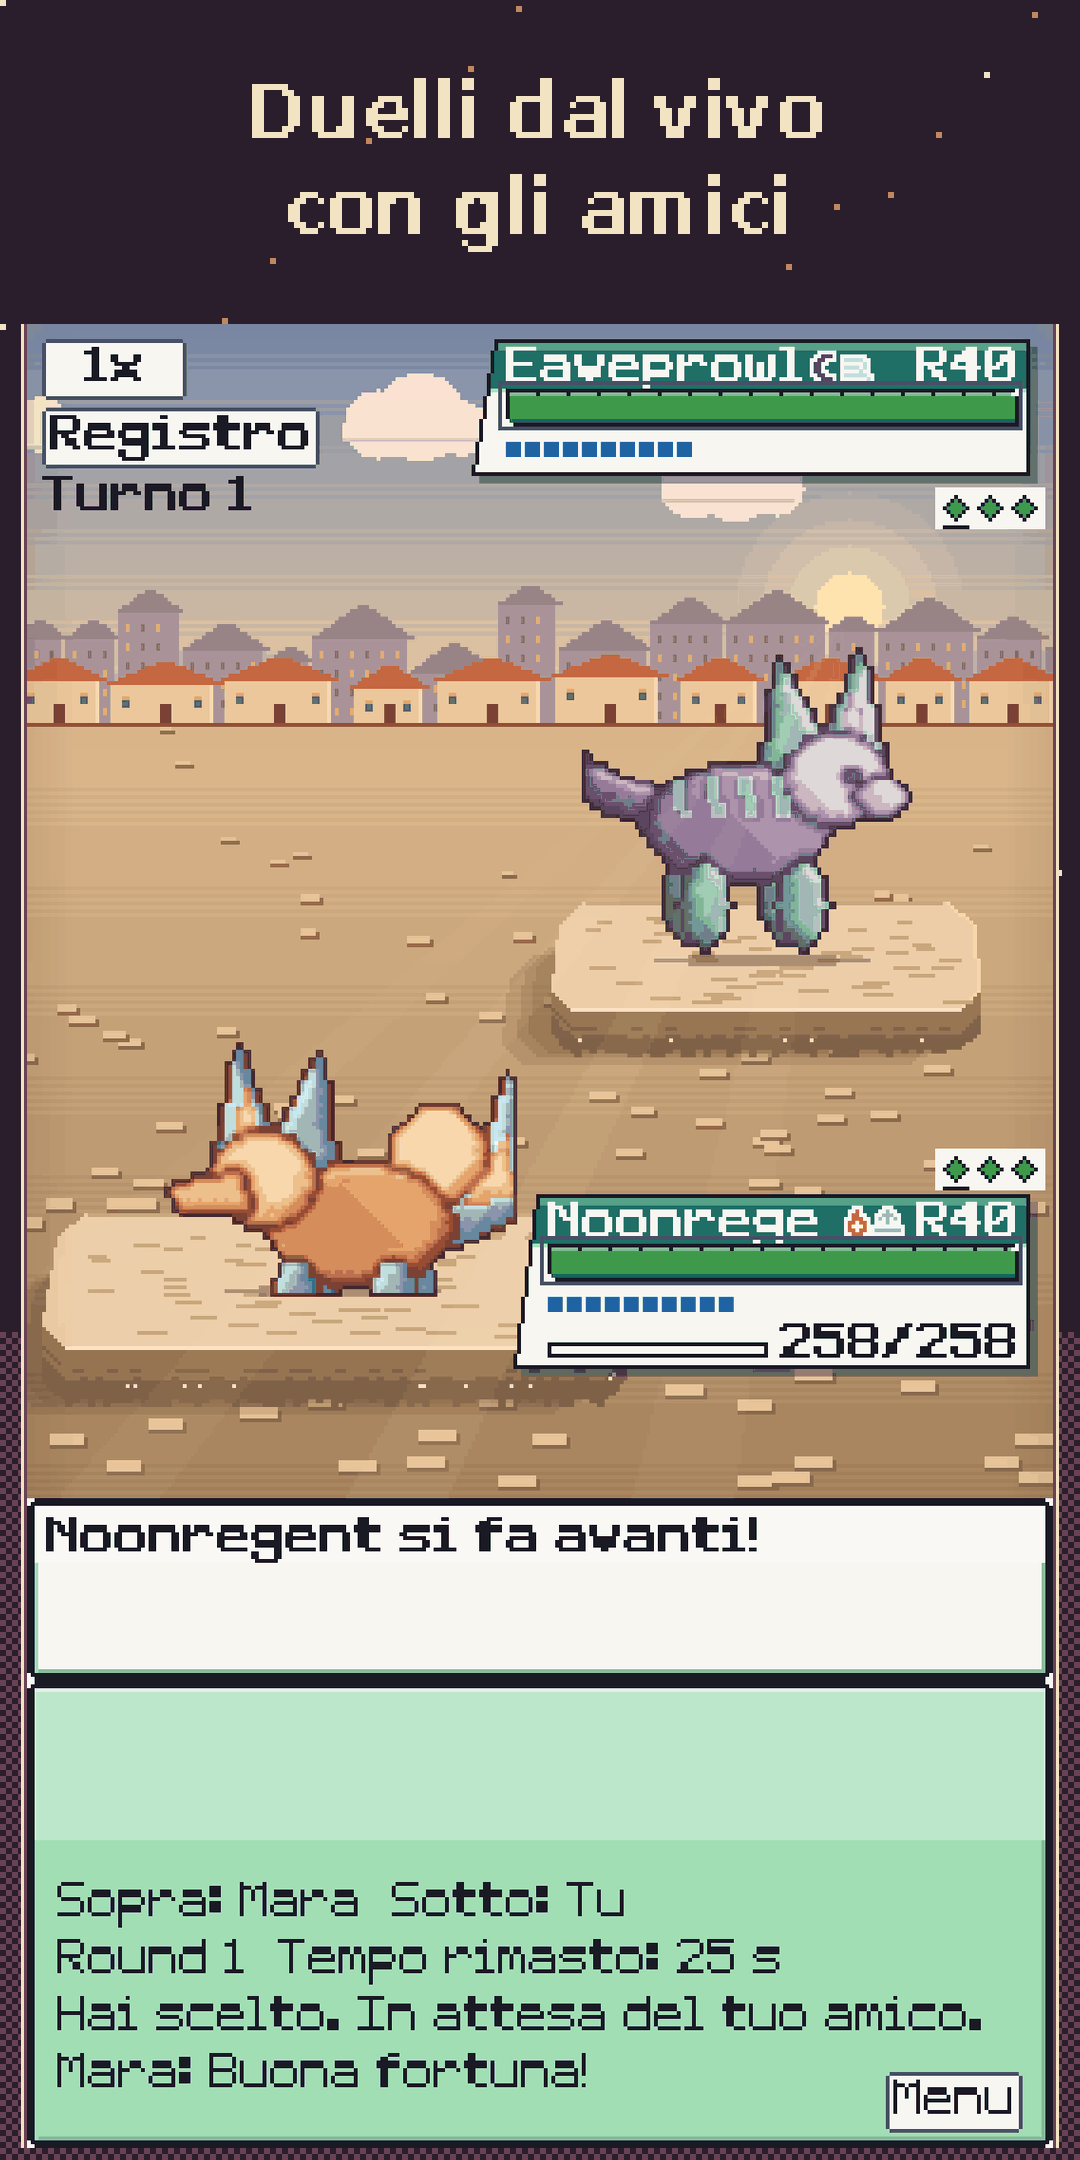 Duelli dal vivo
con gli amici
1x
Registro
Turno 1
Eaveprowl R40
Noonrege R40
258/258
Noonregent si fa avanti!
Sopra: Mara Sotto: Tu
Round 1 Tempo rimasto: 25 s
Hai scelto. In attesa del tuo amico.
Mara: Buona fortuna!
Menu